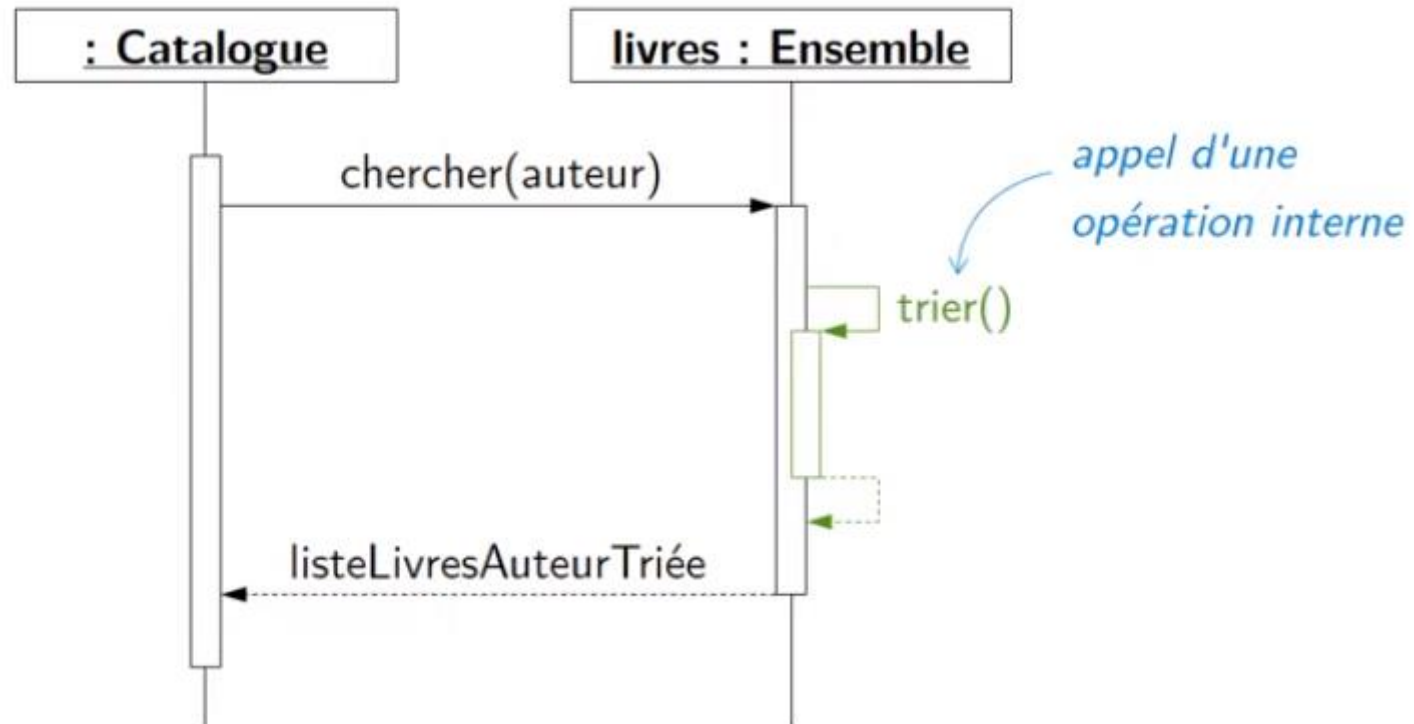 : Catalogue
livres : Ensemble
chercher(auteur)
appel d'une
opération interne
trier()
listeLivresAuteurTriée